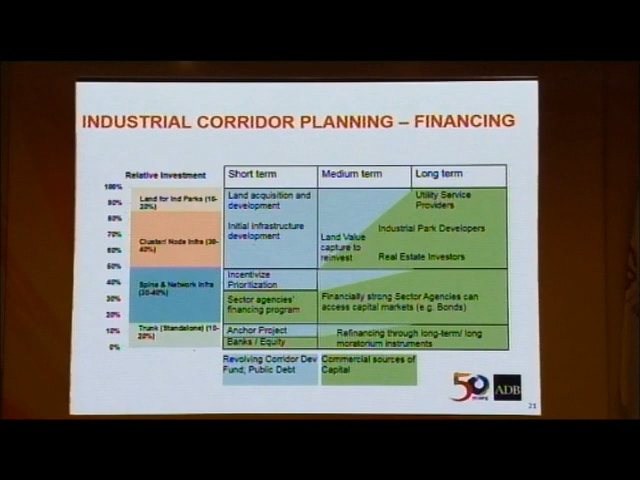 INDUSTRIAL CORRIDOR PLANNING – FINANCING
Relative Investment
Short term
Medium term
Long term
100%
90%
80%
70%
60%
50%
40%
30%
20%
10%
0%
Land for Ind Parks (10-
20%)
Cluster/ Node Infra (30-
40%)
Spine & Network Infra
(30-40%)
Trunk (Standalone) (10-
20%)
Land acquisition and
development
Initial Infrastructure
development
Land Value
capture to
reinvest
Utility Service
Providers
Industrial Park Developers
Real Estate Investors
Incentivize
Prioritization
Sector agencies'
financing program
Financially strong Sector Agencies can
access capital markets (e.g. Bonds)
Anchor Project
Banks / Equity
Refinancing through long-term/ long
moratorium instruments
Revolving Corridor Dev
Fund; Public Debt
Commercial sources of
Capital
50
ADB
21